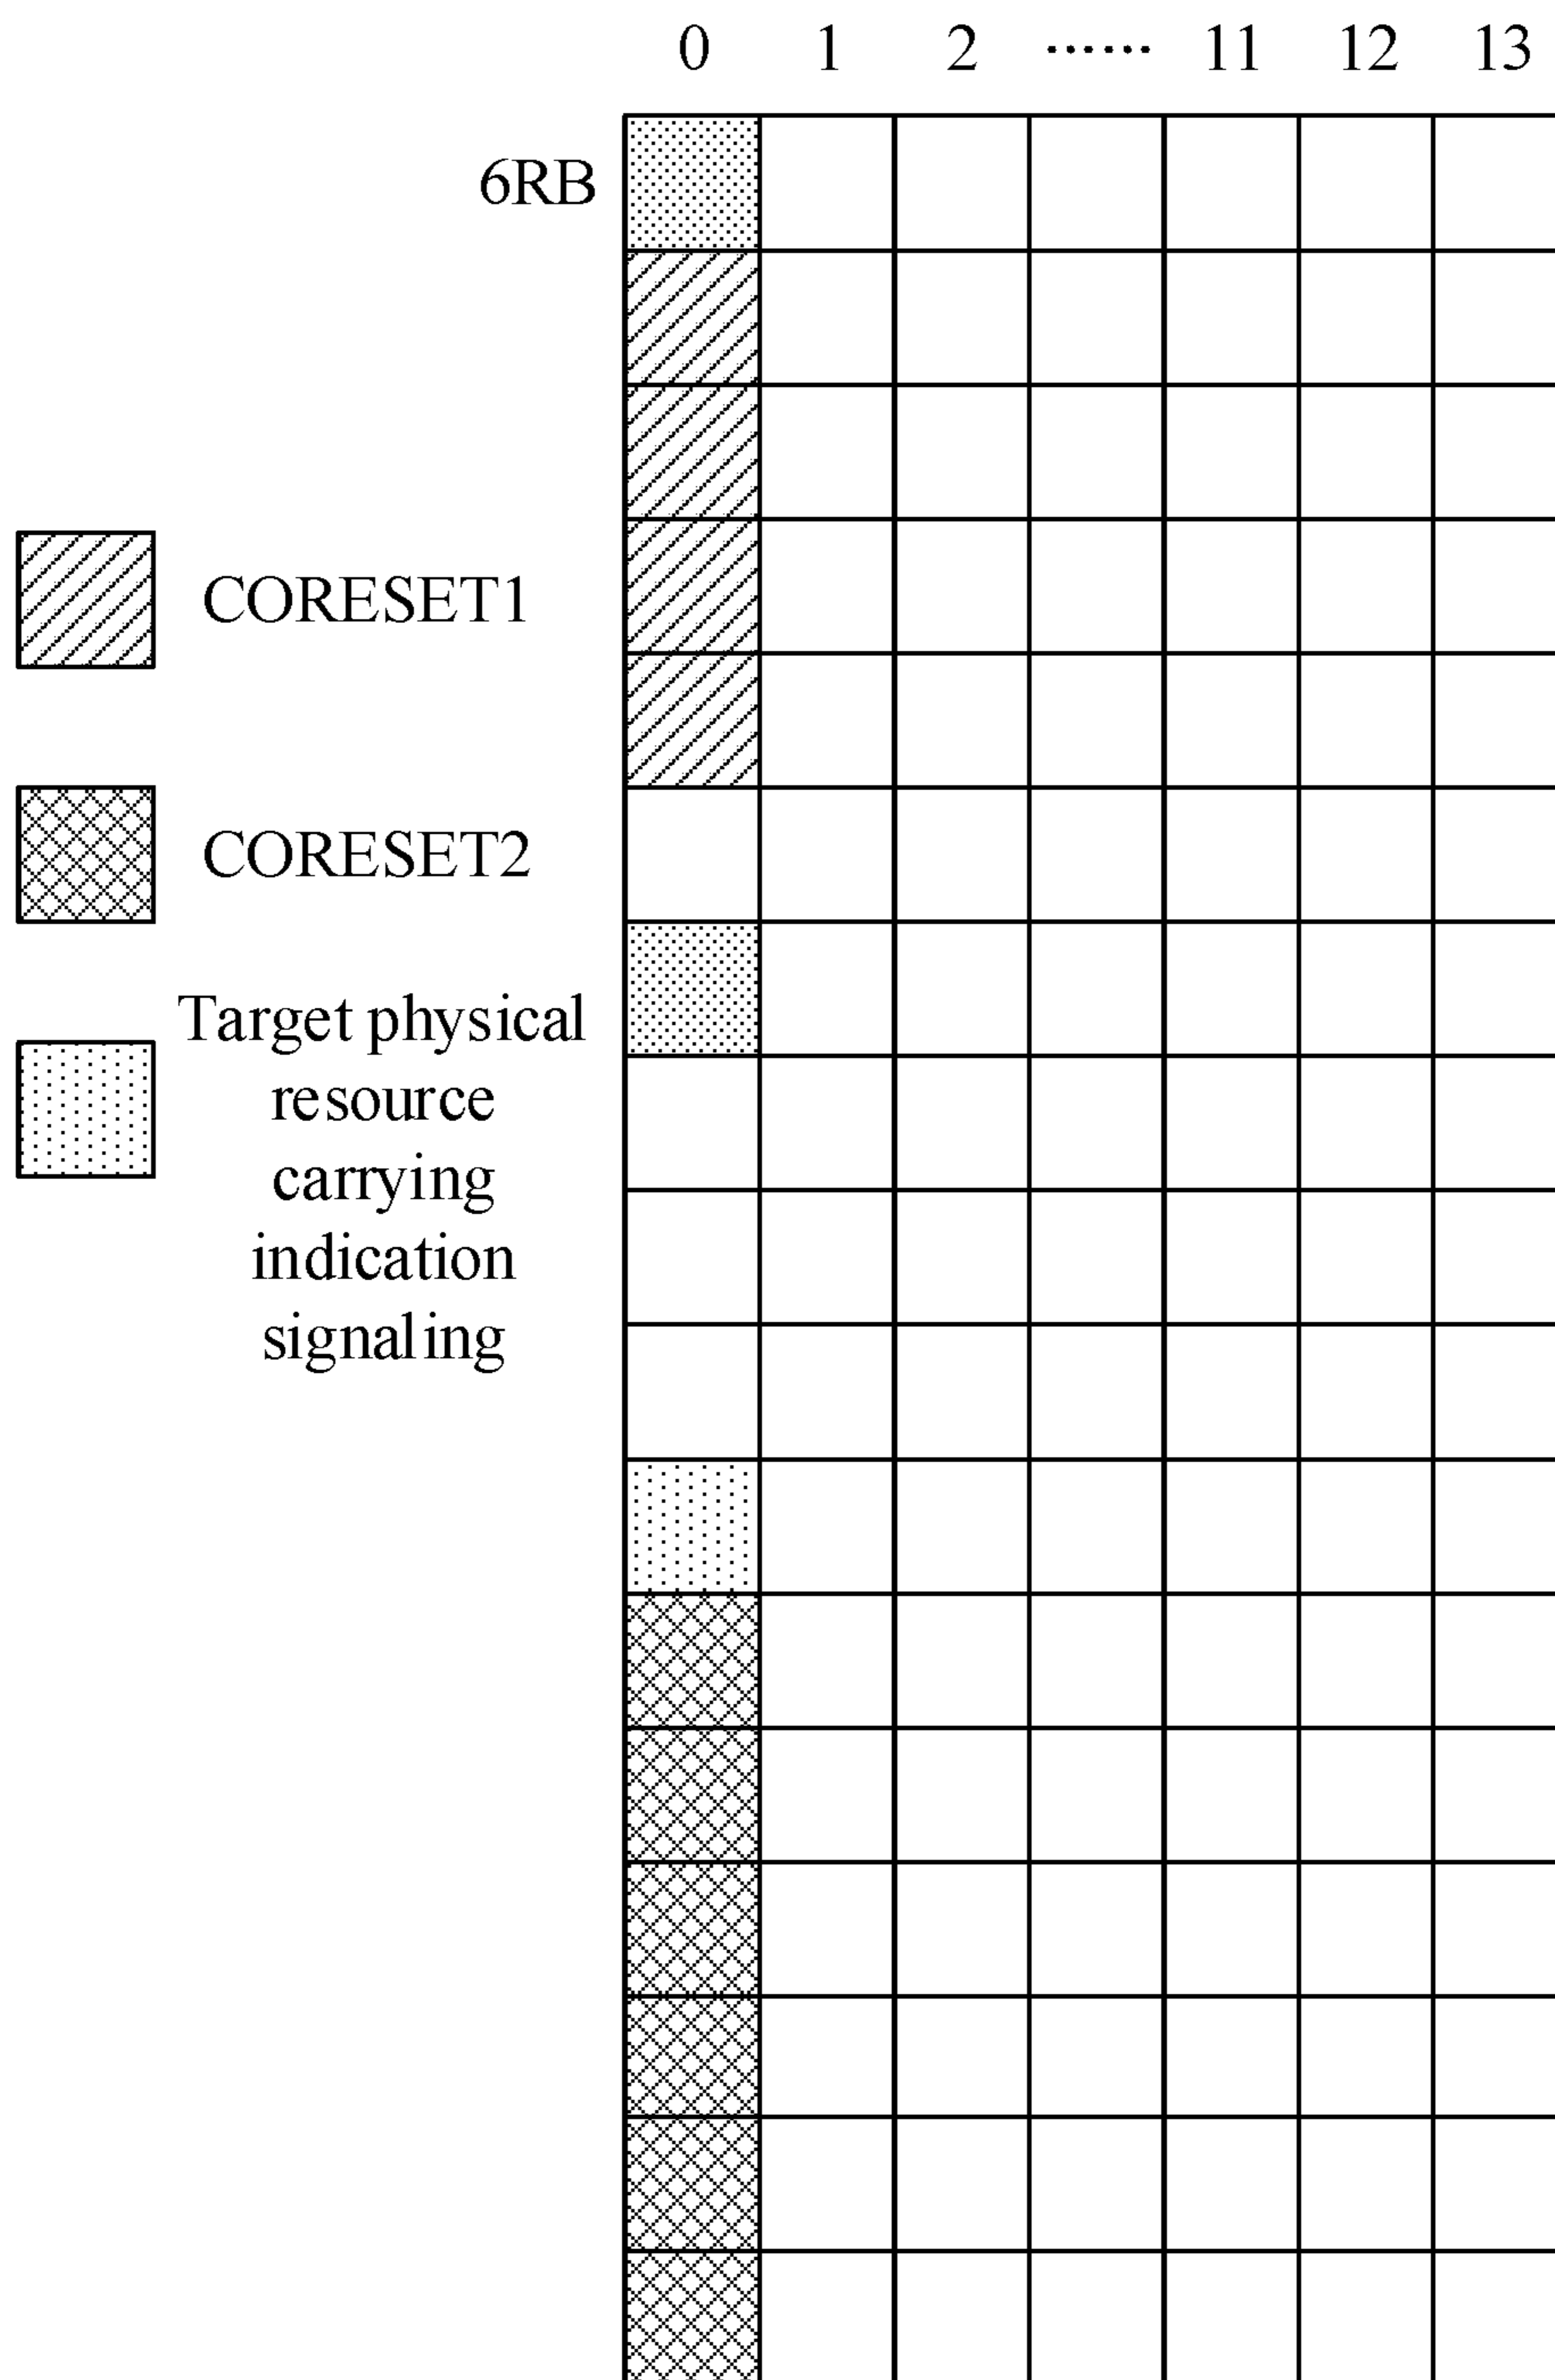 0 1 2 ...... 11 12 13
6RB
CORESET1
CORESET2
Target physical
resource
carrying
indication
signaling